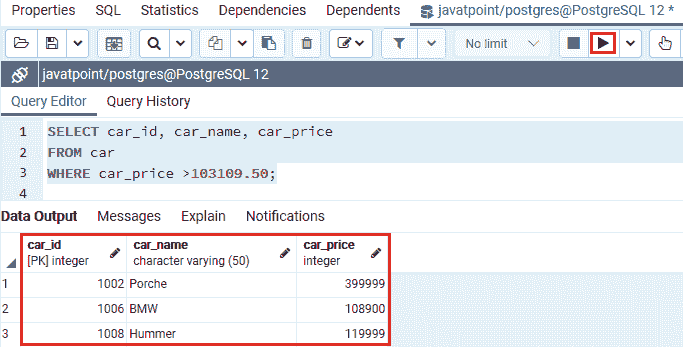 Properties SQL Statistics Dependencies Dependents javatpoint/postgres@PostgreSQL 12 *
No limit
javatpoint/postgres@PostgreSQL 12
Query Editor Query History
1 SELECT car_id, car_name, car_price
2 FROM car
3 WHERE car_price >103109.50;
4
Data Output Messages Explain Notifications
car_id car_name car_price
[PK] integer character varying (50) integer
1 1002 Porche 399999
2 1006 BMW 108900
3 1008 Hummer 119999